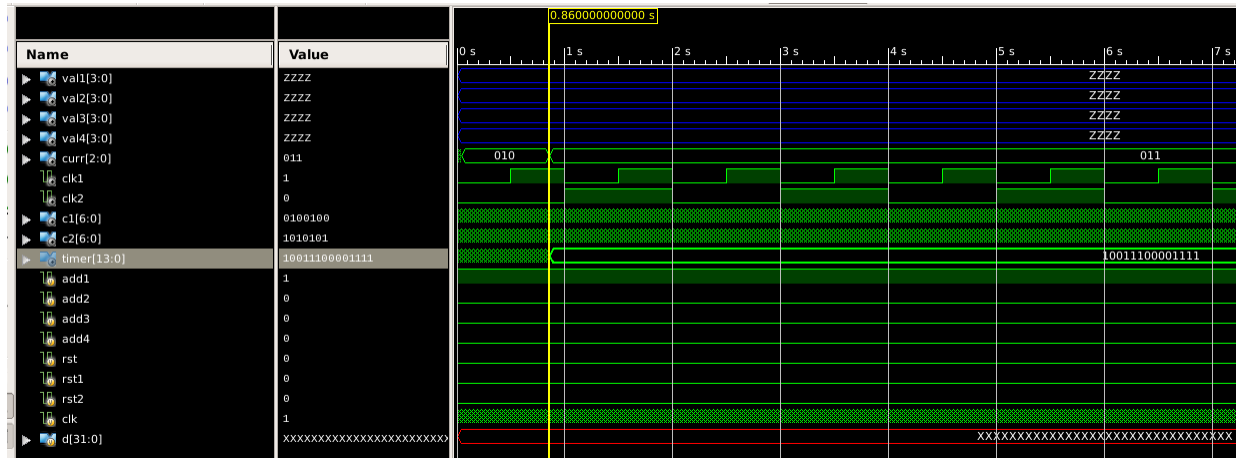 0.860000000000 s
Name Value 0 s 1 s 2 s 3 s 4 s 5 s 6 s 7 s
val1[3:0] ZZZZ ZZZZ
val2[3:0] ZZZZ ZZZZ
val3[3:0] ZZZZ ZZZZ
val4[3:0] ZZZZ ZZZZ
curr[2:0] 011 010 011
clk1 1
clk2 0
c1[6:0] 0100100
c2[6:0] 1010101
timer[13:0] 10011100001111 10011100001111
add1 1
add2 0
add3 0
add4 0
rst 0
rst1 0
rst2 0
clk 1
d[31:0] XXXXXXXXXXXXXXXXXXXXXXXX XXXXXXXXXXXXXXXXXXXXXXXXXXXXXXXX